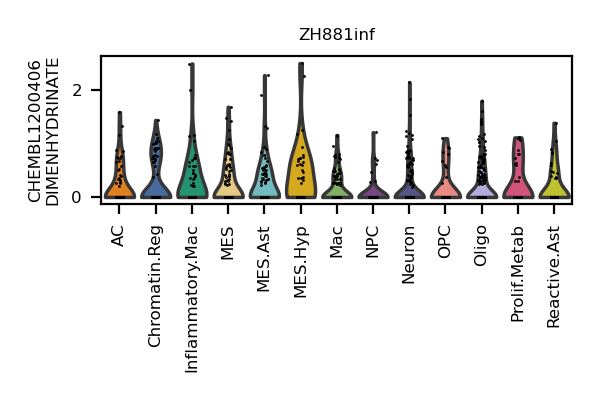 ZH881inf
CHEMBL1200406
DIMENHYDRINATE
2
0
AC
Chromatin.Reg
Inflammatory.Mac
MES
MES.Ast
MES.Hyp
Mac
NPC
Neuron
OPC
Oligo
Prolif.Metab
Reactive.Ast